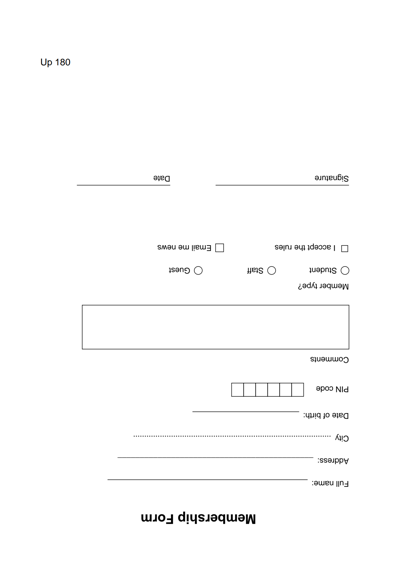 Up 180
Membership Form
Full name:
Address:
City
Date of birth:
PIN code
Comments
Member type?
Student Staff Guest
I accept the rules Email me news
Signature Date